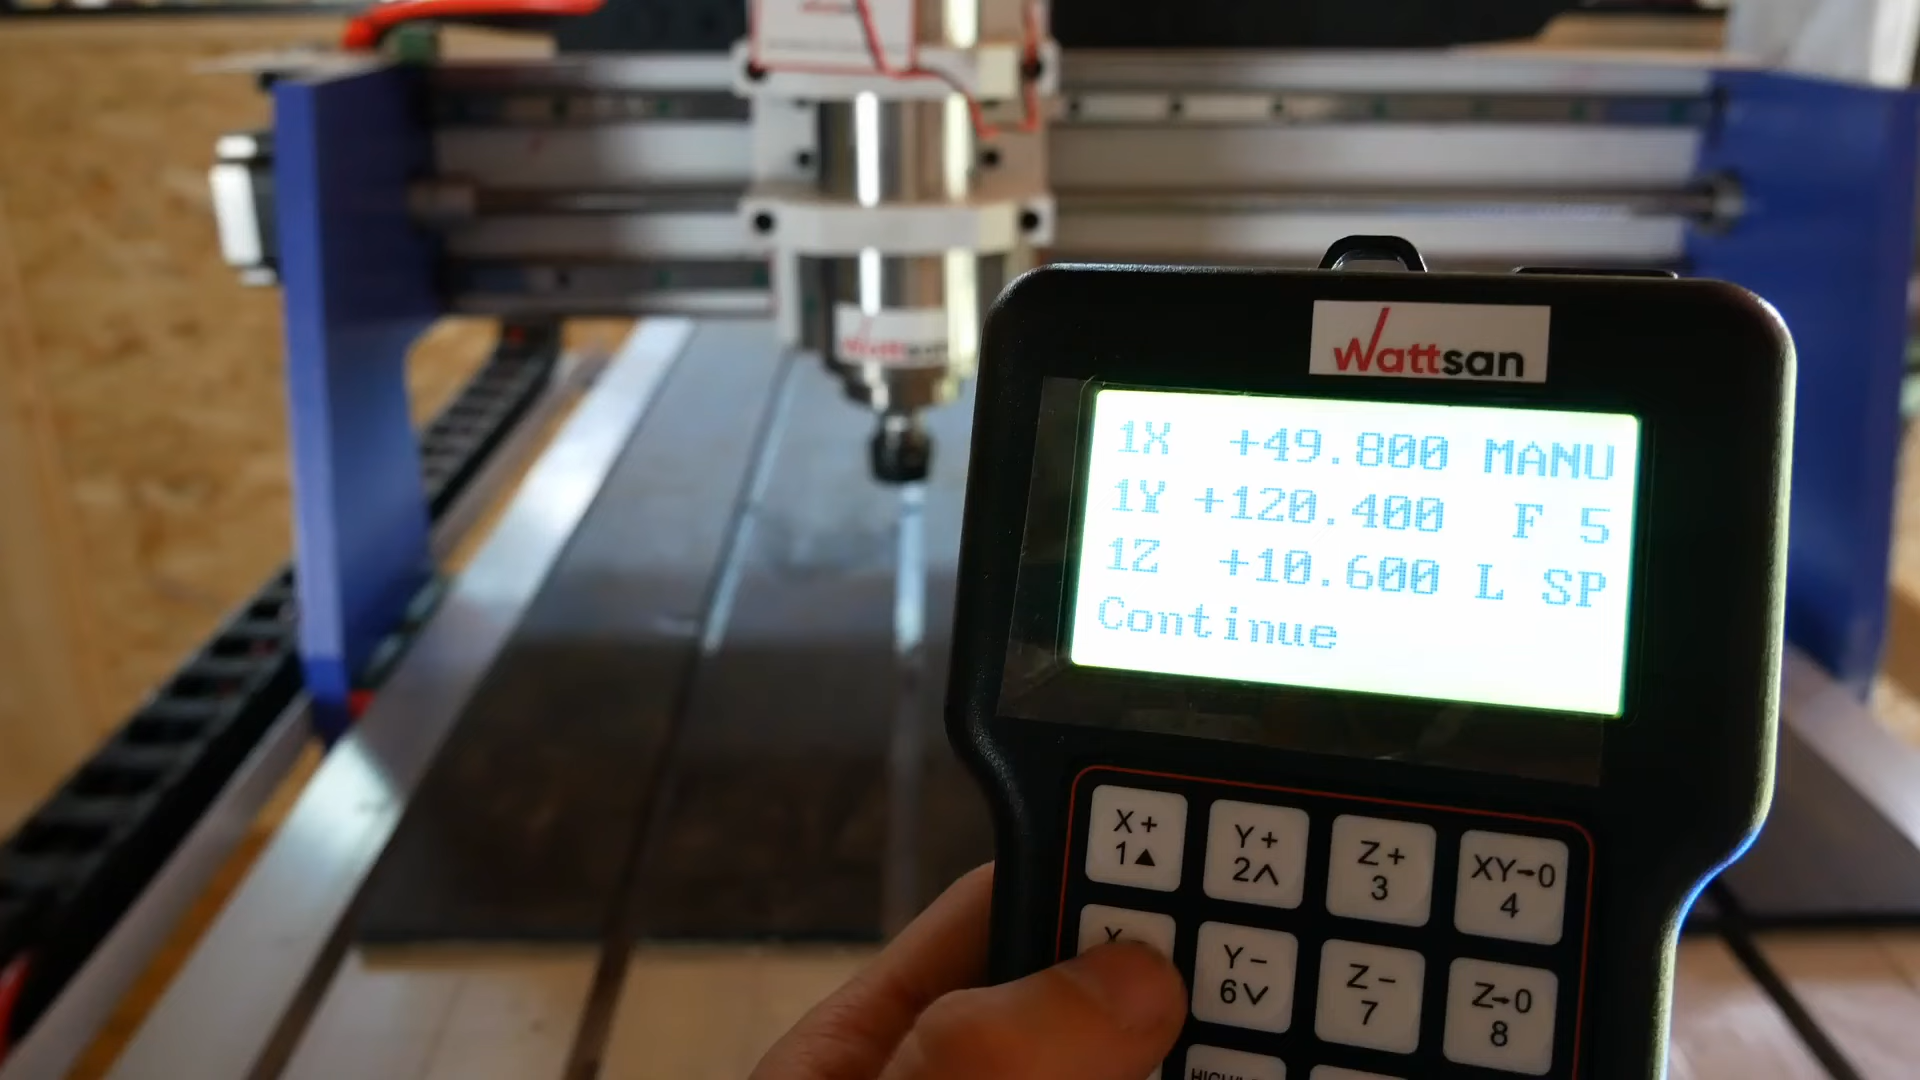 Wattsan
Wattsan
1X +49.800 MANU
1Y +120.400 F 5
1Z +10.600 L SP
Continue
X+ 1▲
Y+ 2∧
Z+ 3
XY→0 4
X
Y− 6∨
Z− 7
Z→0 8